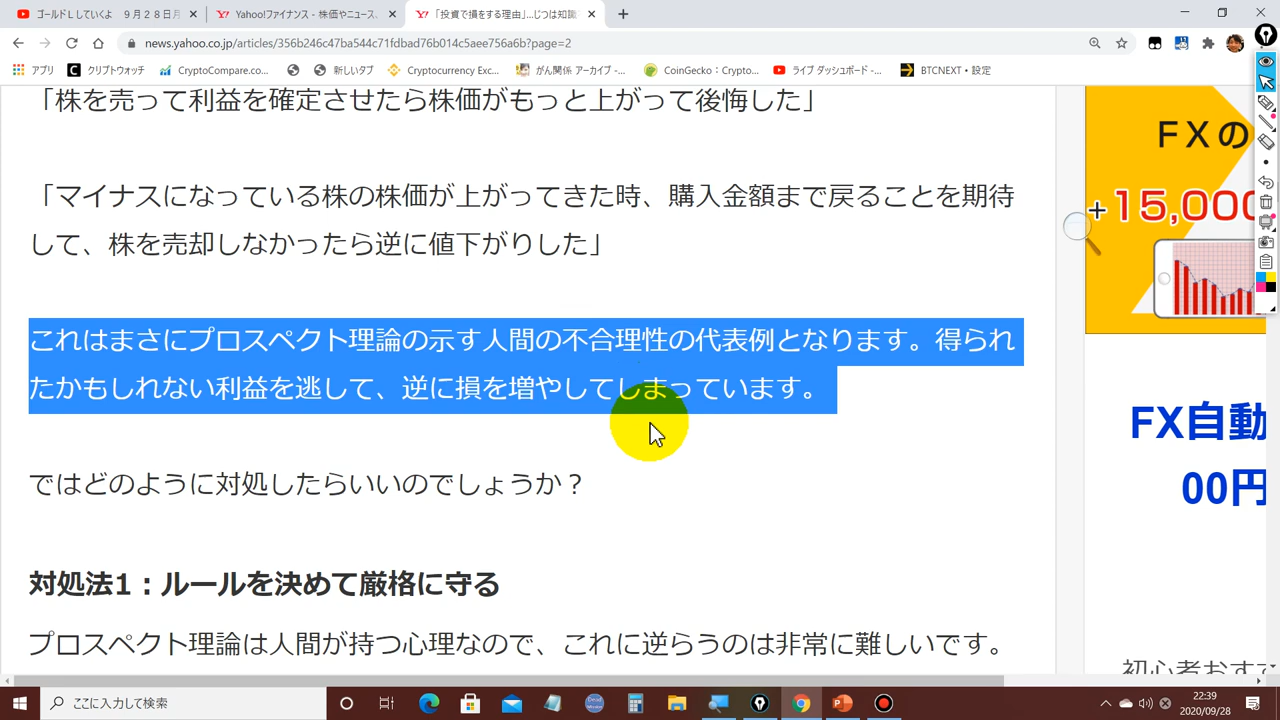 ゴールドLしていくよ ９月２８日月
Yahoo!ファイナンス - 株価やニュース、
「投資で損をする理由」…じつは知識
news.yahoo.co.jp/articles/356b246c47ba544c71fdbad76b014c5aee756a6b?page=2
アプリ
クリプトウォッチ
CryptoCompare.co...
新しいタブ
Cryptocurrency Exc...
がん関係 アーカイブ -...
CoinGecko：Crypto...
ライブ ダッシュボード -...
BTCNEXT • 設定
「株を売って利益を確定させたら株価がもっと上がって後悔した」
「マイナスになっている株の株価が上がってきた時、購入金額まで戻ることを期待
して、株を売却しなかったら逆に値下がりした」
これはまさにプロスペクト理論の示す人間の不合理性の代表例となります。得られ
たかもしれない利益を逃して、逆に損を増やしてしまっています。
ではどのように対処したらいいのでしょうか？
対処法1：ルールを決めて厳格に守る
プロスペクト理論は人間が持つ心理なので、これに逆らうのは非常に難しいです。
ＦＸの
+15,000
FX自動
00円
初心者おすす
ここに入力して検索
22:39
2020/09/28